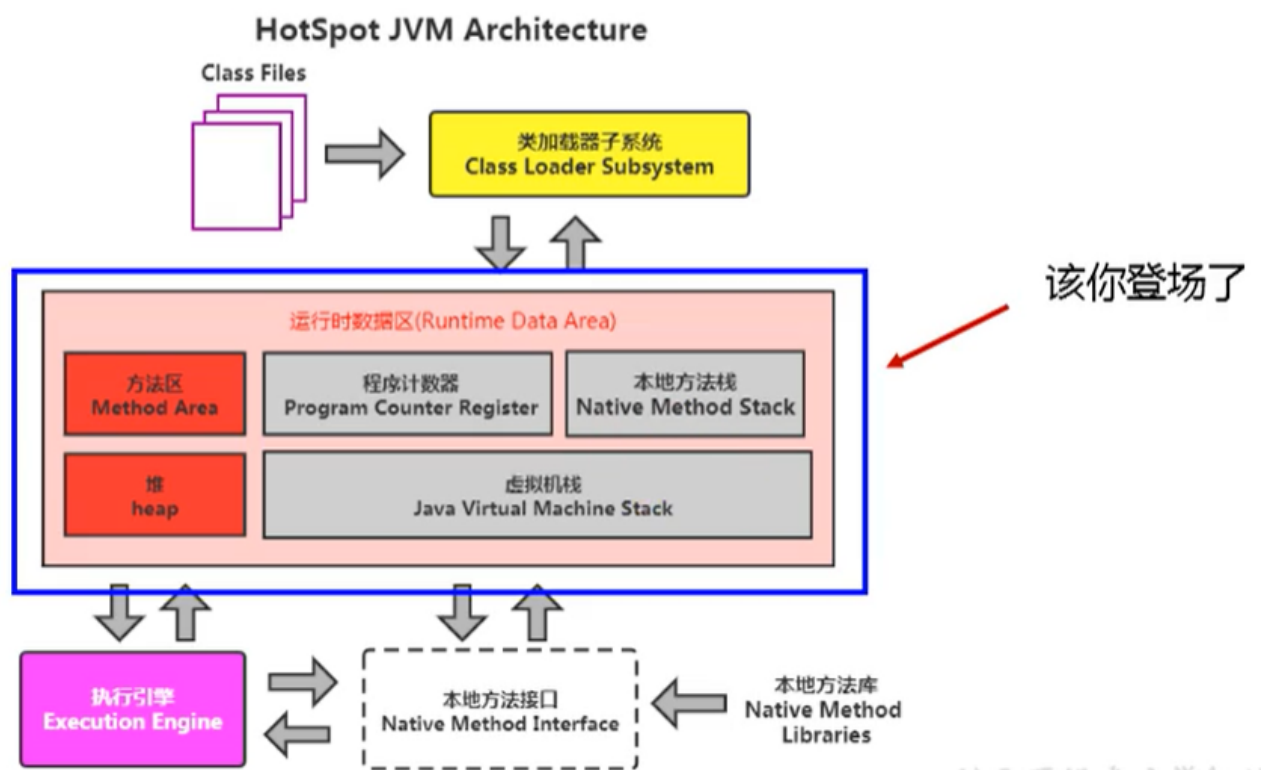 HotSpot JVM Architecture
Class Files
类加载器子系统
Class Loader Subsystem
该你登场了
运行时数据区(Runtime Data Area)
方法区
Method Area
程序计数器
Program Counter Register
本地方法栈
Native Method Stack
堆
heap
虚拟机栈
Java Virtual Machine Stack
执行引擎
Execution Engine
本地方法接口
Native Method Interface
本地方法库
Native Method
Libraries